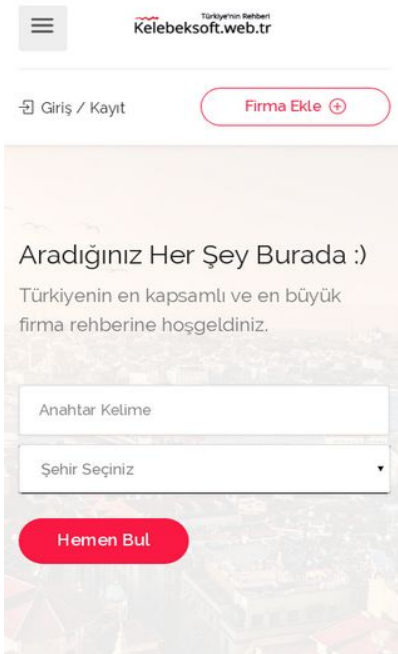 Türkiye'nin Rehberi
Kelebeksoft.web.tr
Giriş / Kayıt
Firma Ekle
Aradığınız Her Şey Burada :)
Türkiyenin en kapsamlı ve en büyük
firma rehberine hoşgeldiniz.
Anahtar Kelime
Şehir Seçiniz
Hemen Bul